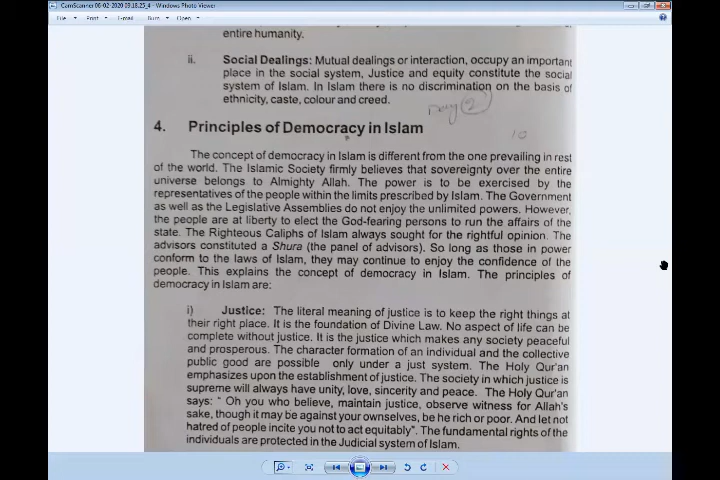 CamScanner 06-02-2020 09.18.25_4 - Windows Photo Viewer
File Print E-mail Burn Open
entire humanity.
ii. Social Dealings: Mutual dealings or interaction, occupy an important
place in the social system, Justice and equity constitute the social
system of Islam. In Islam there is no discrimination on the basis of
ethnicity, caste, colour and creed.
4. Principles of Democracy in Islam
10
The concept of democracy in Islam is different from the one prevailing in rest
of the world. The Islamic Society firmly believes that sovereignty over the entire
universe belongs to Almighty Allah. The power is to be exercised by the
representatives of the people within the limits prescribed by Islam. The Government
as well as the Legislative Assemblies do not enjoy the unlimited powers. However,
the people are at liberty to elect the God-fearing persons to run the affairs of the
state. The Righteous Caliphs of Islam always sought for the rightful opinion. The
advisors constituted a Shura (the panel of advisors). So long as those in power
conform to the laws of Islam, they may continue to enjoy the confidence of the
people. This explains the concept of democracy in Islam. The principles of
democracy in Islam are:
i) Justice: The literal meaning of justice is to keep the right things at
their right place. It is the foundation of Divine Law. No aspect of life can be
complete without justice. It is the justice which makes any society peaceful
and prosperous. The character formation of an individual and the collective
public good are possible only under a just system. The Holy Qur'an
emphasizes upon the establishment of justice. The society in which justice is
supreme will always have unity, love, sincerity and peace. The Holy Qur'an
says: " Oh you who believe, maintain justice, observe witness for Allah's
sake, though it may be against your ownselves, be he rich or poor. And let not
hatred of people incite you not to act equitably". The fundamental rights of the
individuals are protected in the Judicial system of Islam.